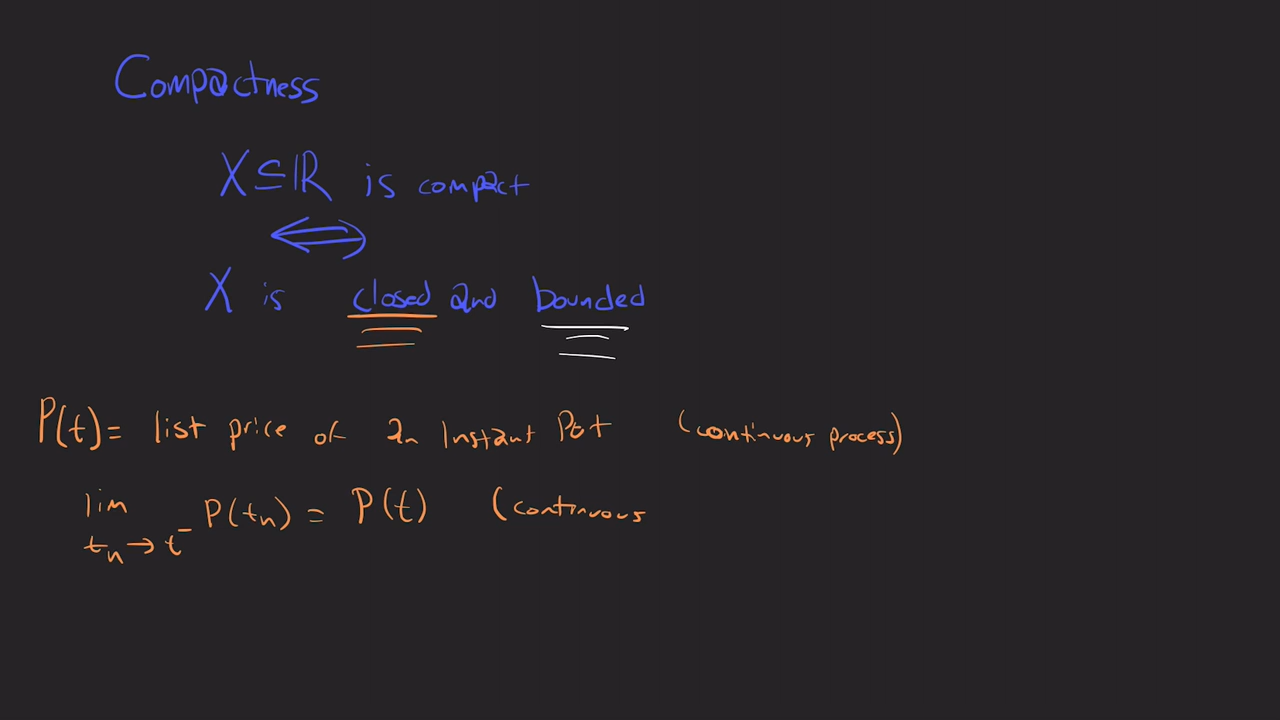 Compactness
X ⊆ ℝ is compact
⟺
X is closed and bounded
P(t) = list price of an Instant Pot (continuous process)
lim P(tₙ) = P(t) (continuous
tₙ → t⁻